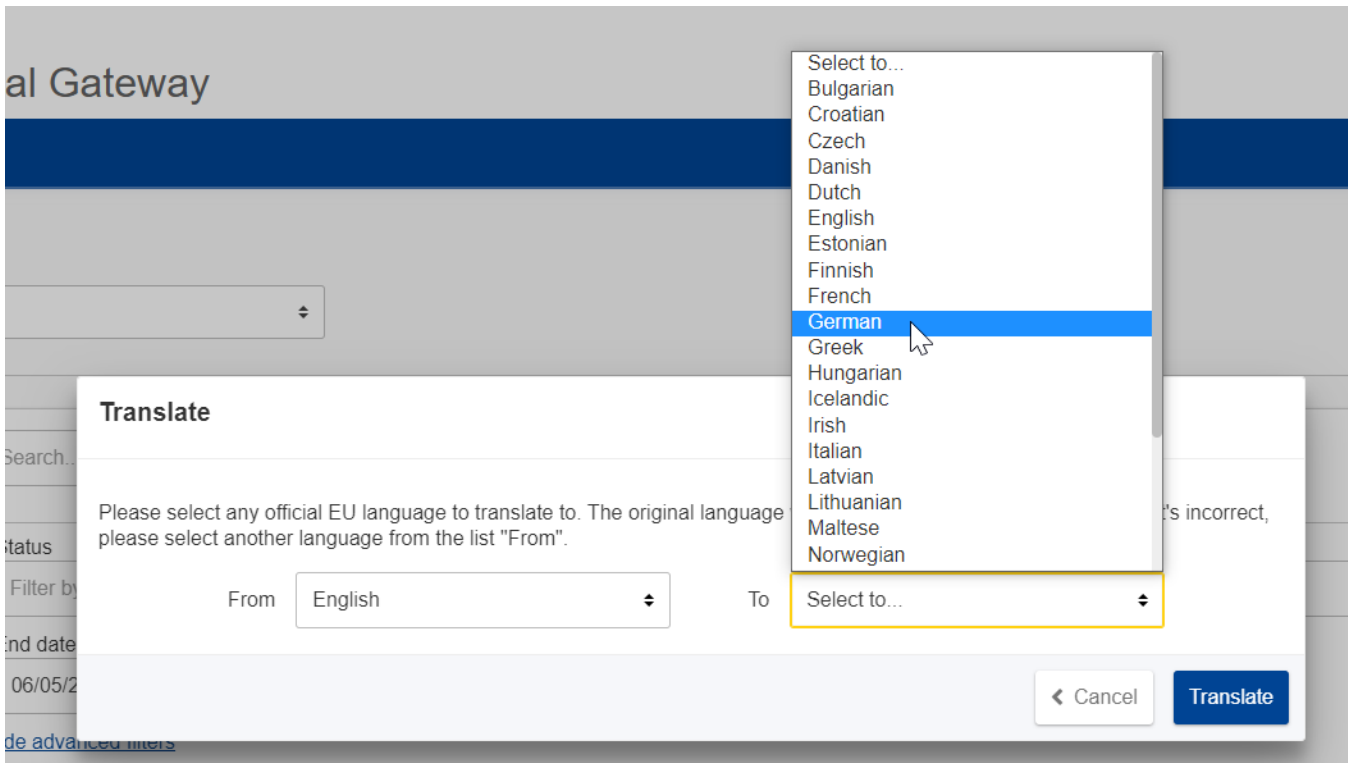 al Gateway
Select to...
Bulgarian
Croatian
Czech
Danish
Dutch
English
Estonian
Finnish
French
German
Greek
Hungarian
Icelandic
Irish
Italian
Latvian
Lithuanian
Maltese
Norwegian
Translate
Search..
Please select any official EU language to translate to. The original language 't's incorrect,
please select another language from the list "From".
Status
Filter by
From English To Select to...
End date
06/05/2
Cancel Translate
de advanced filters